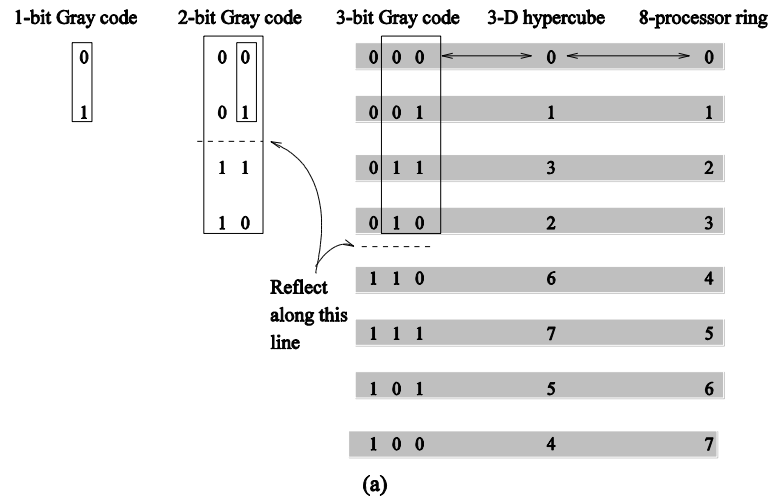 1-bit Gray code 2-bit Gray code 3-bit Gray code 3-D hypercube 8-processor ring
0 0 0 0 0 0 0 0
1 0 1 0 0 1 1 1
1 1 0 1 1 3 2
1 0 0 1 0 2 3
1 1 0 6 4
Reflect
along this
line
1 1 1 7 5
1 0 1 5 6
1 0 0 4 7
(a)